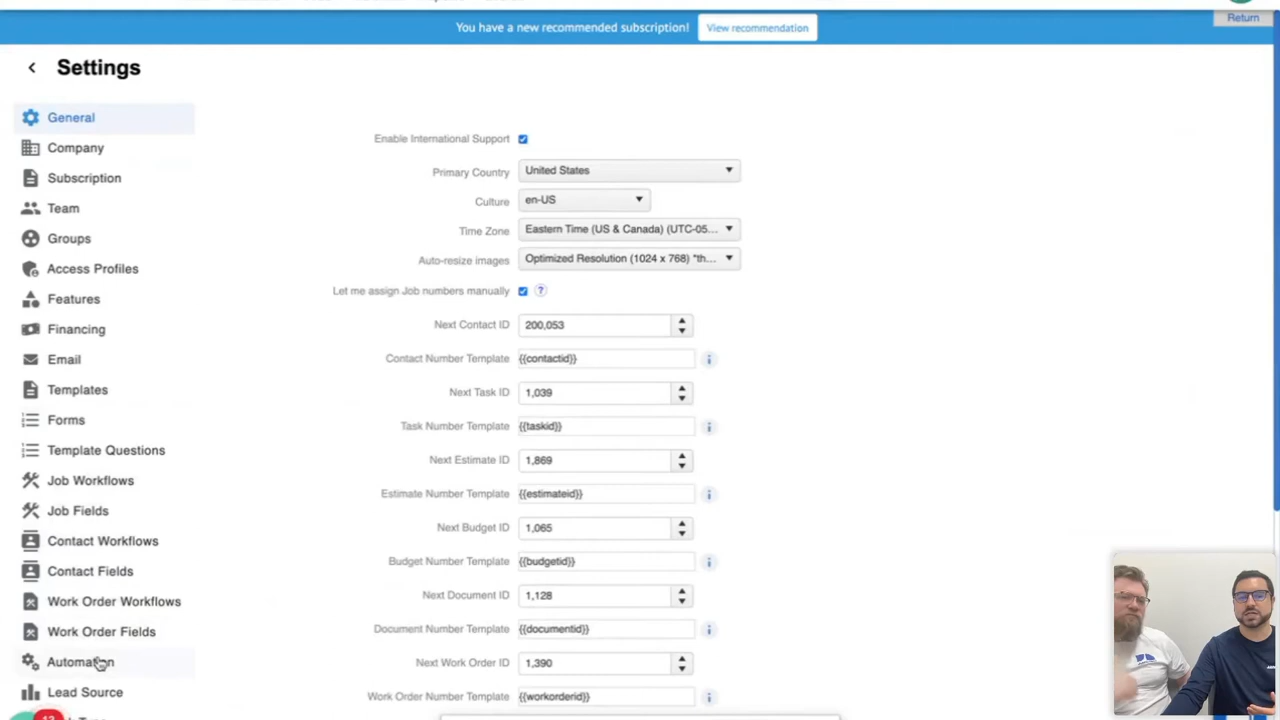 You have a new recommended subscription!
View recommendation
Return
Settings
General
Company
Subscription
Team
Groups
Access Profiles
Features
Financing
Email
Templates
Forms
Template Questions
Job Workflows
Job Fields
Contact Workflows
Contact Fields
Work Order Workflows
Work Order Fields
Automation
Lead Source
12
Enable International Support
Primary Country United States
Culture en-US
Time Zone Eastern Time (US & Canada) (UTC-05...
Auto-resize images Optimized Resolution (1024 x 768) "th...
Let me assign Job numbers manually ?
Next Contact ID 200,053
Contact Number Template {{contactid}} i
Next Task ID 1,039
Task Number Template {{taskid}} i
Next Estimate ID 1,869
Estimate Number Template {{estimateid}} i
Next Budget ID 1,065
Budget Number Template {{budgetid}} i
Next Document ID 1,128
Document Number Template {{documentid}} i
Next Work Order ID 1,390
Work Order Number Template {{workorderid}} i